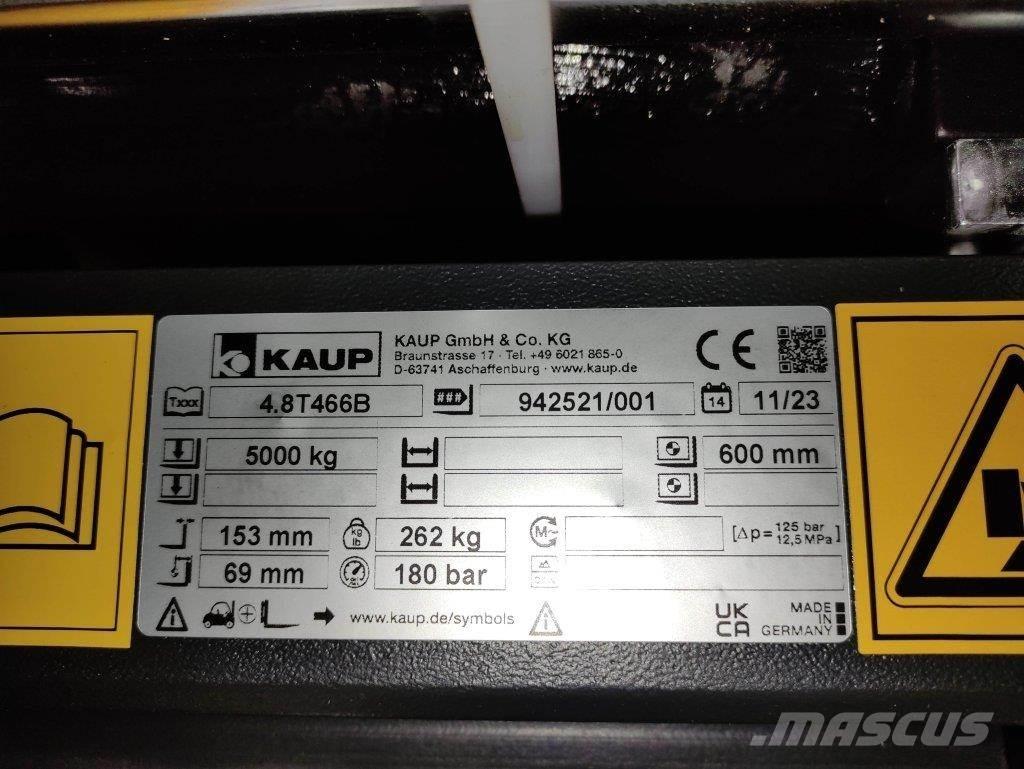 KAUP
KAUP GmbH & Co. KG
Braunstrasse 17 · Tel. +49 6021 865-0
D-63741 Aschaffenburg · www.kaup.de
CE
Txxx 4.8T466B ### 942521/001 14 11/23
5000 kg 600 mm
153 mm kg lb 262 kg M~ [Δp= 125 bar 12,5 MPa]
69 mm 180 bar
www.kaup.de/symbols
UK CA
MADE IN GERMANY
MASCUS